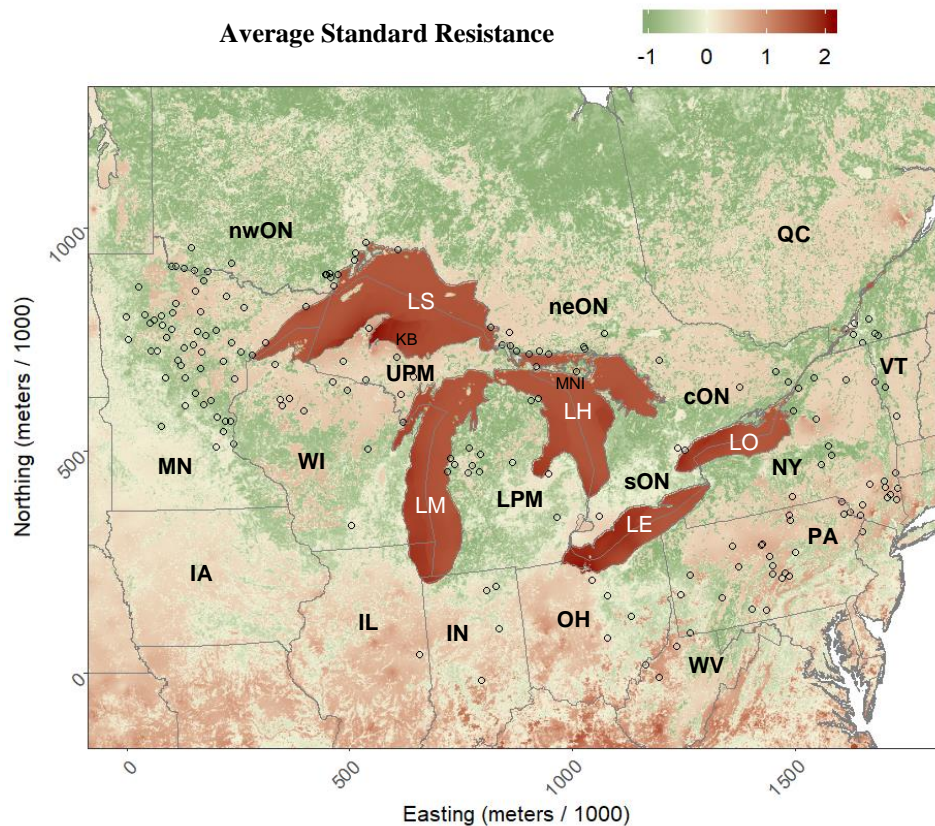 Average Standard Resistance
-1 0 1 2
nwON
QC
LS
neON
KB
UPM
MNI
VT
cON
LH
LO
MN
WI
NY
sON
LPM
LM
LE
PA
IA
IL
IN
OH
WV
1000
500
0
Northing (meters / 1000)
0 500 1000 1500
Easting (meters / 1000)